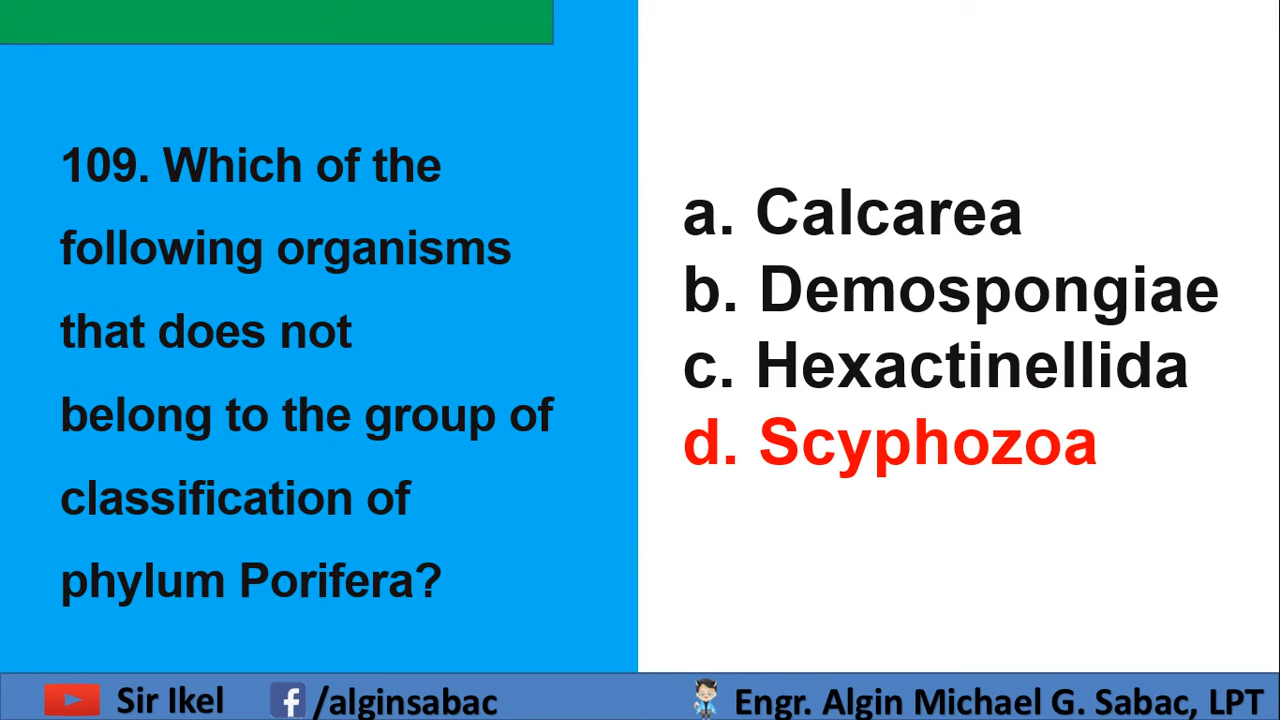 109. Which of the
following organisms
that does not
belong to the group of
classification of
phylum Porifera?
a. Calcarea
b. Demospongiae
c. Hexactinellida
d. Scyphozoa
Sir Ikel
f /alginsabac
Engr. Algin Michael G. Sabac, LPT